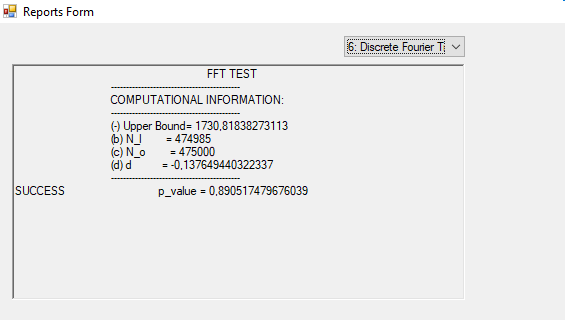 Reports Form
6: Discrete Fourier T
FFT TEST
-------------------------------------------
COMPUTATIONAL INFORMATION:
-------------------------------------------
(-) Upper Bound= 1730,81838273113
(b) N_l = 474985
(c) N_o = 475000
(d) d = -0,137649440322337
-------------------------------------------
SUCCESS p_value = 0,890517479676039